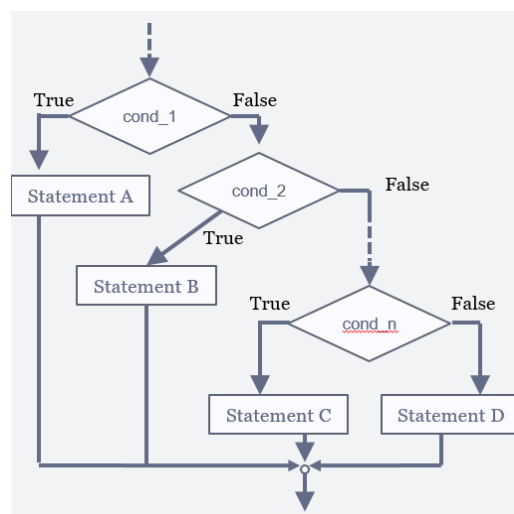 True
False
cond_1
Statement A
cond_2
False
True
Statement B
True
False
cond_n
Statement C
Statement D